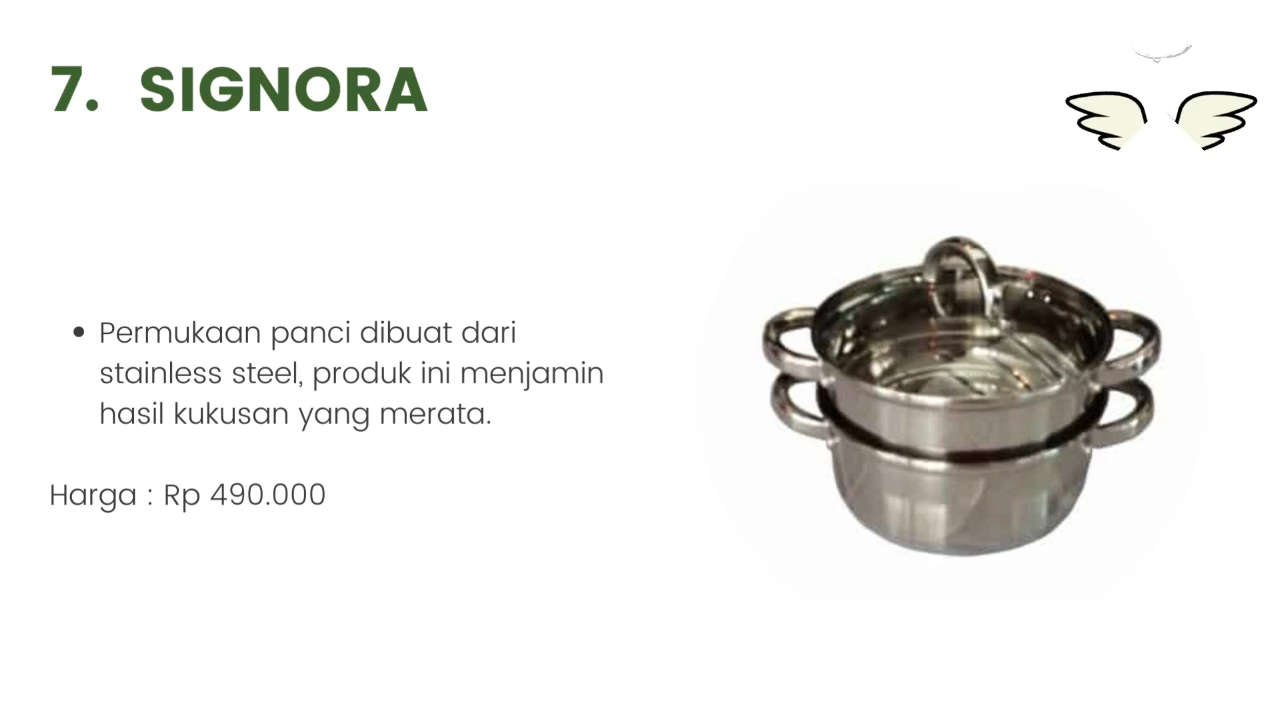 7. SIGNORA
• Permukaan panci dibuat dari
stainless steel, produk ini menjamin
hasil kukusan yang merata.
Harga : Rp 490.000